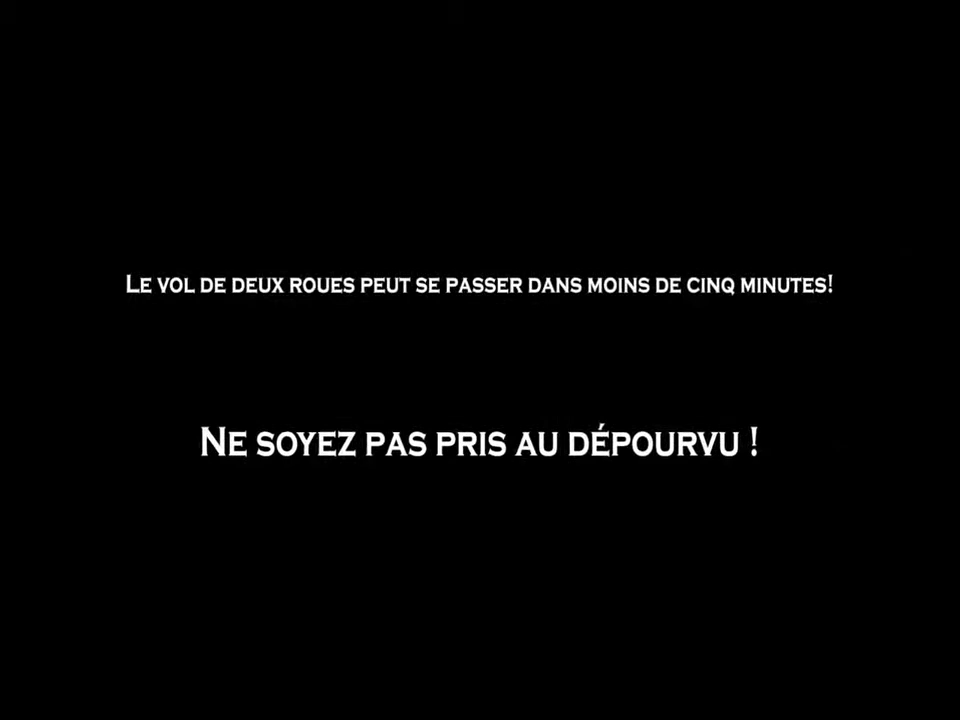 Le vol de deux roues peut se passer dans moins de cinq minutes!
Ne soyez pas pris au dépourvu !